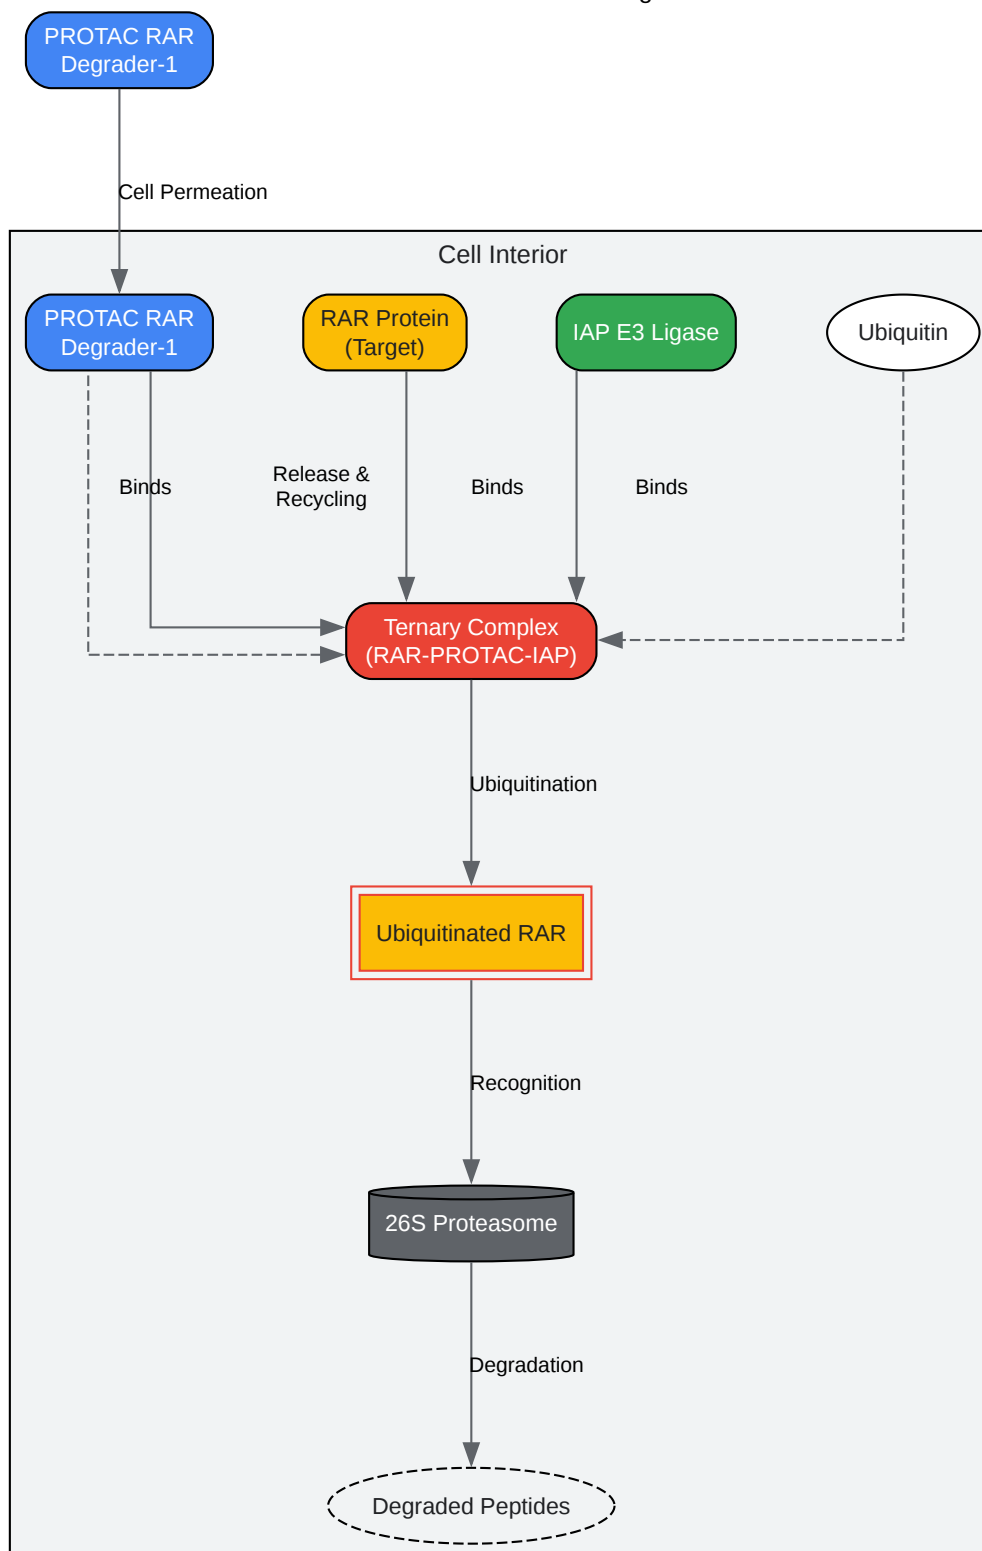 PROTAC RAR
Degrader-1
Cell Permeation
Cell Interior
PROTAC RAR
Degrader-1
RAR Protein
(Target)
IAP E3 Ligase
Ubiquitin
Binds
Release &
Recycling
Binds
Binds
Ternary Complex
(RAR-PROTAC-IAP)
Ubiquitination
Ubiquitinated RAR
Recognition
26S Proteasome
Degradation
Degraded Peptides